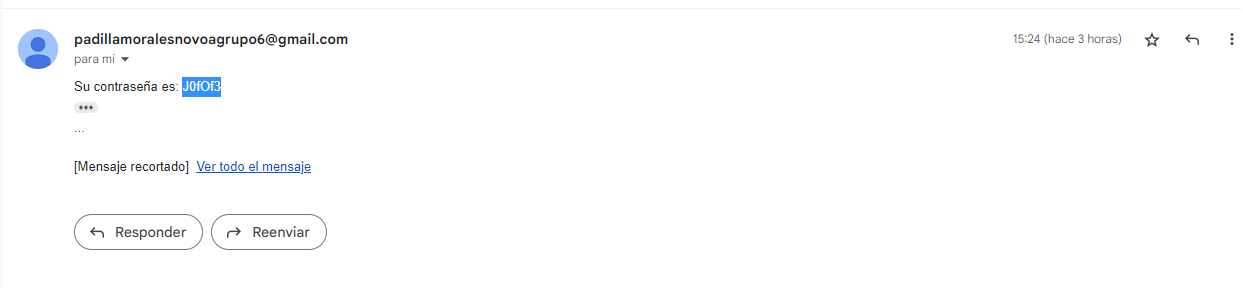 padillamoralesnovoagrupo6@gmail.com
15:24 (hace 3 horas)
para mí
Su contraseña es: J0fOf3
...
[Mensaje recortado] Ver todo el mensaje
Responder
Reenviar